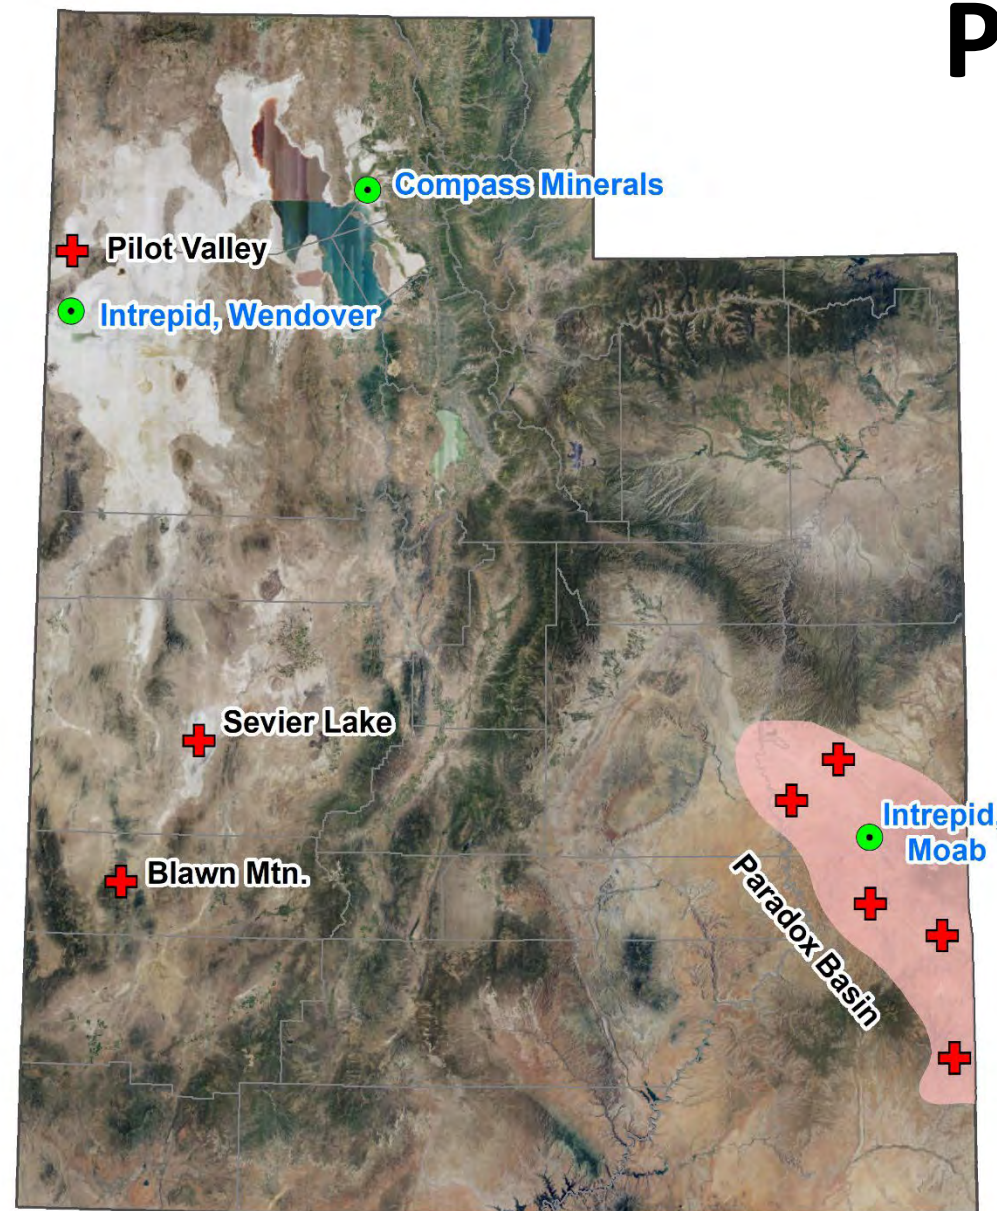 P
Compass Minerals
Pilot Valley
Intrepid, Wendover
Sevier Lake
Intrepid,
Moab
Blawn Mtn.
Paradox Basin